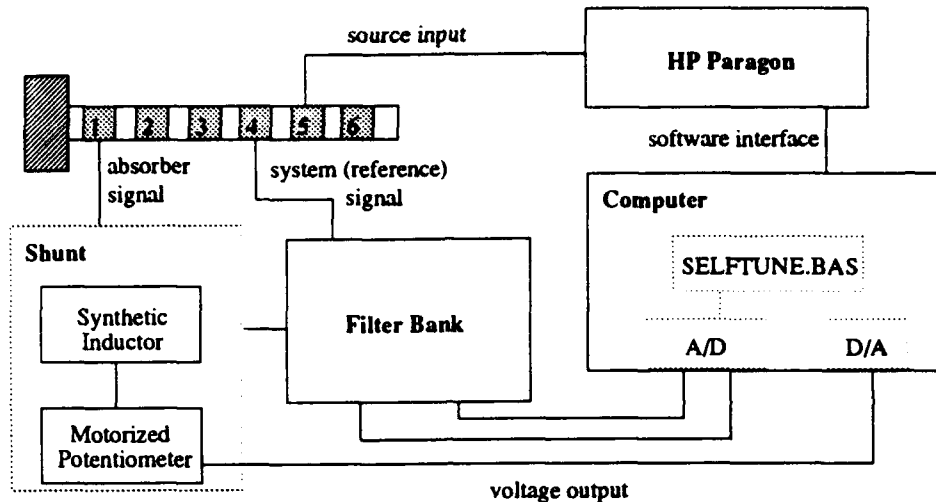 source input
HP Paragon
1 2 3 4 5 6
absorber
signal
system (reference)
signal
software interface
Computer
Shunt
SELFTUNE.BAS
Synthetic
Inductor
Filter Bank
A/D
D/A
Motorized
Potentiometer
voltage output